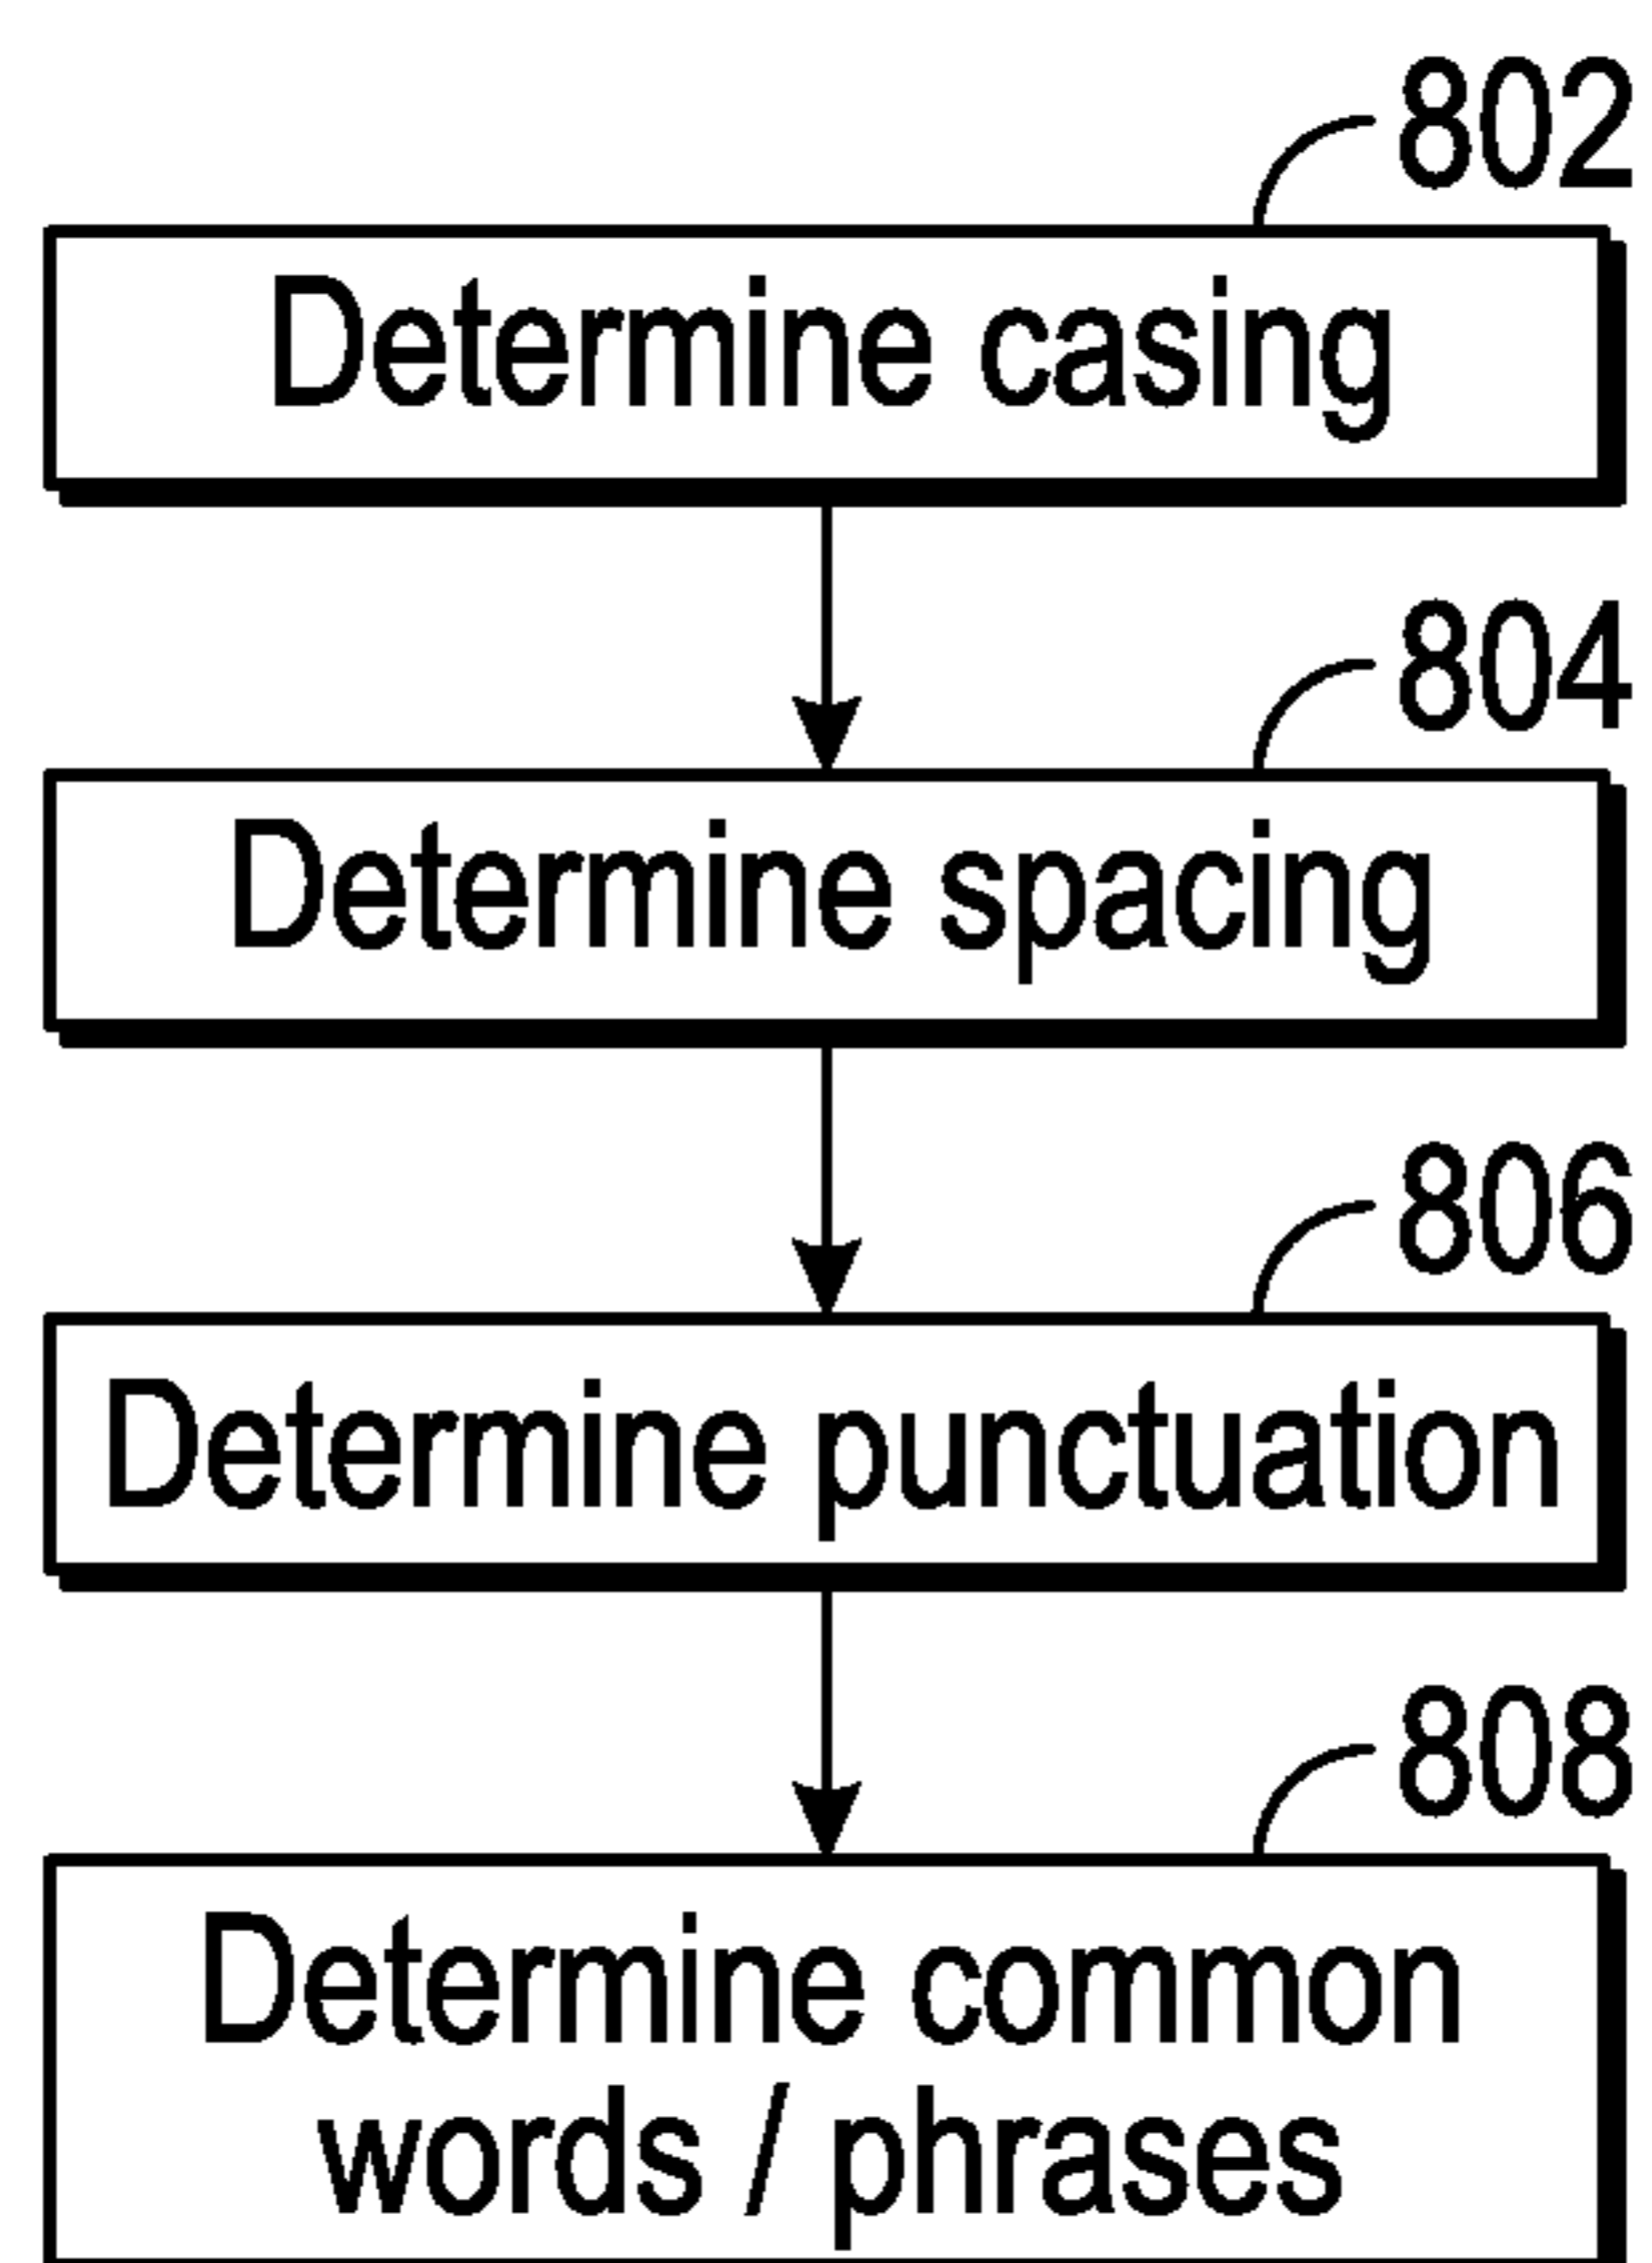 802
Determine casing
804
Determine spacing
806
Determine punctuation
808
Determine common
words / phrases